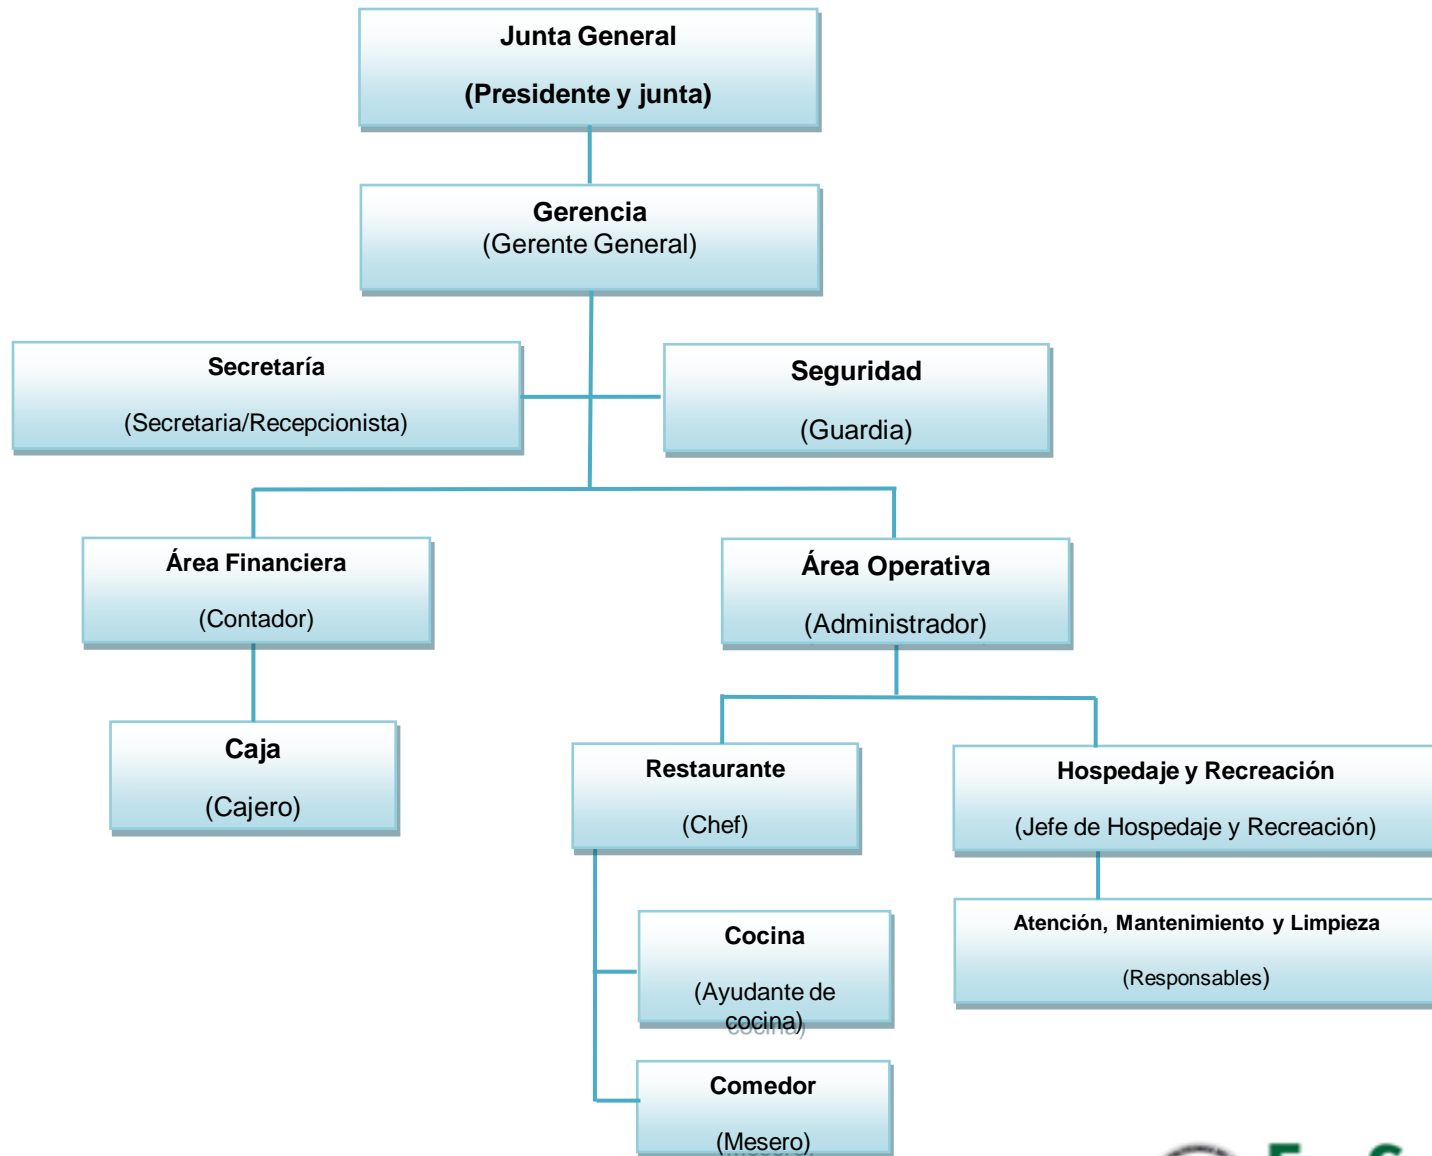 Junta General
(Presidente y junta)
Gerencia
(Gerente General)
Secretaría
(Secretaria/Recepcionista)
Seguridad
(Guardia)
Área Financiera
(Contador)
Área Operativa
(Administrador)
Caja
(Cajero)
Restaurante
(Chef)
Hospedaje y Recreación
(Jefe de Hospedaje y Recreación)
Cocina
(Ayudante de
cocina)
Atención, Mantenimiento y Limpieza
(Responsables)
Comedor
(Mesero)